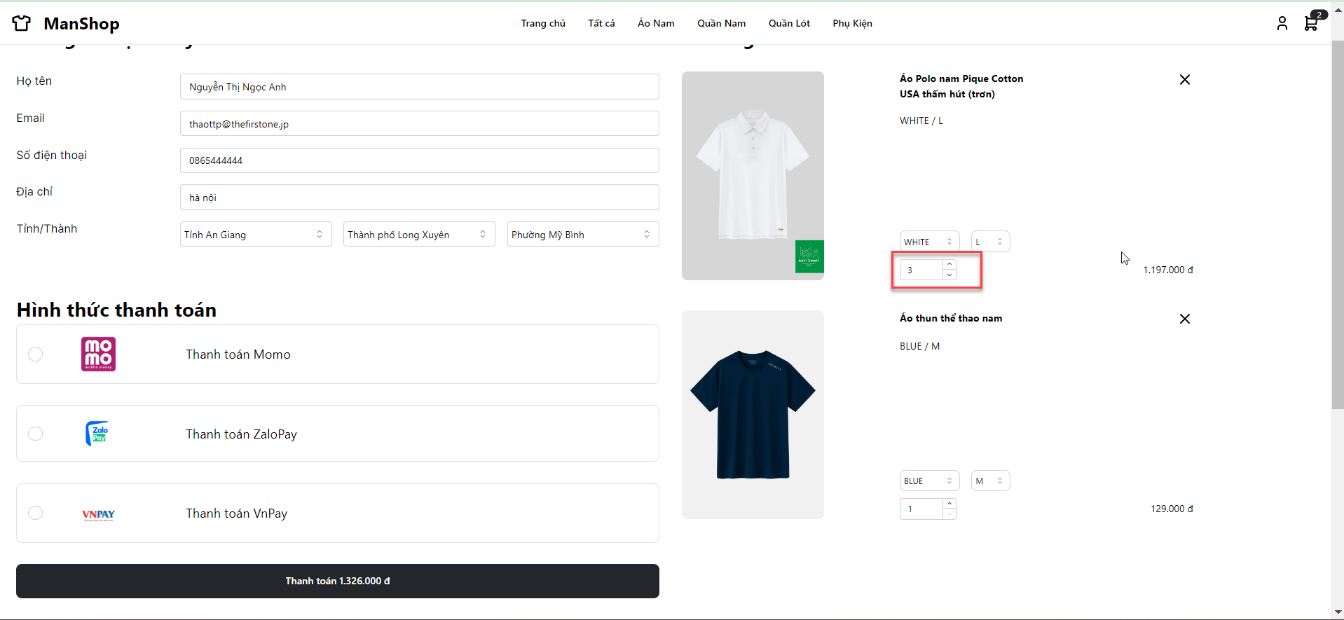 ManShop
Trang chủ Tất cả Áo Nam Quần Nam Quần Lót Phụ Kiện
2
Họ tên
Nguyễn Thị Ngọc Anh
Email
thaottp@thefirstone.jp
Số điện thoại
0865444444
Địa chỉ
hà nội
Tỉnh/Thành
Tỉnh An Giang
Thành phố Long Xuyên
Phường Mỹ Bình
Hình thức thanh toán
MOMO
Thanh toán Momo
Zalo
Pay
Thanh toán ZaloPay
VNPAY
Thanh toán VnPay
Thanh toán 1.326.000 đ
Áo Polo nam Pique Cotton
USA thấm hút (trơn)
WHITE / L
WHITE
L
3
1.197.000 đ
Áo thun thể thao nam
BLUE / M
BLUE
M
1
129.000 đ